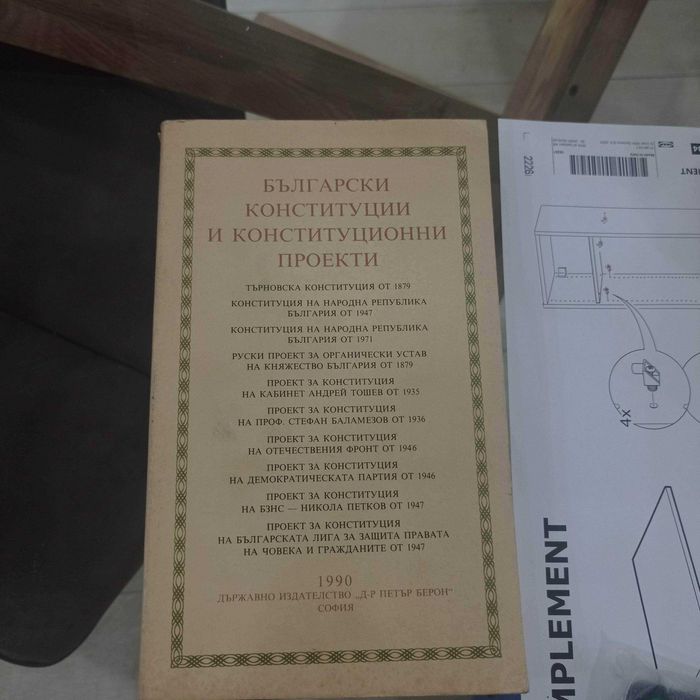 БЪЛГАРСКИ
КОНСТИТУЦИИ
И КОНСТИТУЦИОННИ
ПРОЕКТИ
ТЪРНОВСКА КОНСТИТУЦИЯ ОТ 1879
КОНСТИТУЦИЯ НА НАРОДНА РЕПУБЛИКА
БЪЛГАРИЯ ОТ 1947
КОНСТИТУЦИЯ НА НАРОДНА РЕПУБЛИКА
БЪЛГАРИЯ ОТ 1971
РУСКИ ПРОЕКТ ЗА ОРГАНИЧЕСКИ УСТАВ
НА КНЯЖЕСТВО БЪЛГАРИЯ ОТ 1879
ПРОЕКТ ЗА КОНСТИТУЦИЯ
НА КАБИНЕТ АНДРЕЙ ТОШЕВ ОТ 1935
ПРОЕКТ ЗА КОНСТИТУЦИЯ
НА ПРОФ. СТЕФАН БАЛАМЕЗОВ ОТ 1936
ПРОЕКТ ЗА КОНСТИТУЦИЯ
НА ОТЕЧЕСТВЕНИЯ ФРОНТ ОТ 1946
ПРОЕКТ ЗА КОНСТИТУЦИЯ
НА ДЕМОКРАТИЧЕСКАТА ПАРТИЯ ОТ 1946
ПРОЕКТ ЗА КОНСТИТУЦИЯ
НА БЗНС — НИКОЛА ПЕТКОВ ОТ 1947
ПРОЕКТ ЗА КОНСТИТУЦИЯ
НА БЪЛГАРСКАТА ЛИГА ЗА ЗАЩИТА ПРАВАТА
НА ЧОВЕКА И ГРАЖДАНИТЕ ОТ 1947
1990
ДЪРЖАВНО ИЗДАТЕЛСТВО „Д-Р ПЕТЪР БЕРОН"
СОФИЯ
2226
4x
MPLEMENT